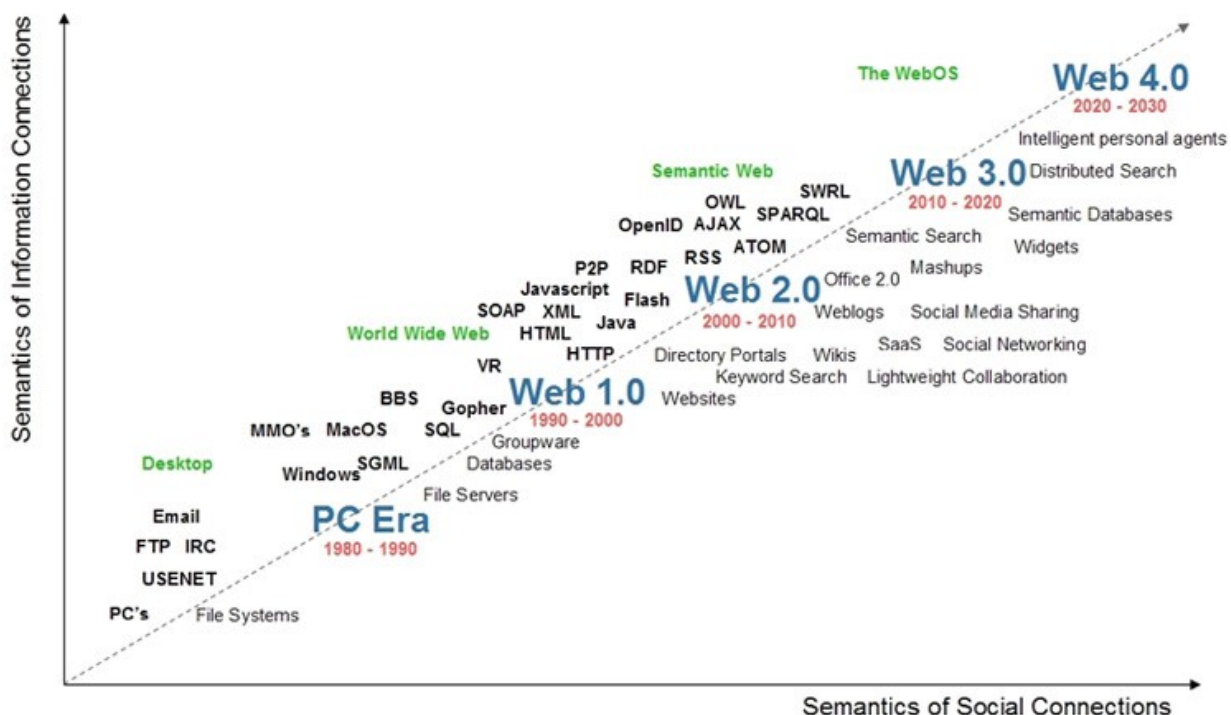 Semantics of Information Connections
The WebOS
Web 4.0
2020 - 2030
Intelligent personal agents
Semantic Web
Web 3.0
Distributed Search
2010 - 2020
SWRL
OWL
SPARQL
Semantic Databases
OpenID
AJAX
Semantic Search
Widgets
ATOM
RSS
P2P
RDF
Mashups
Office 2.0
Javascript
Web 2.0
Flash
SOAP
XML
Weblogs
Social Media Sharing
2000 - 2010
Java
World Wide Web
HTML
SaaS
Social Networking
HTTP
Directory Portals
Wikis
VR
Keyword Search
Lightweight Collaboration
Web 1.0
BBS
Websites
Gopher
1990 - 2000
MMO's
MacOS
SQL
Groupware
Desktop
SGML
Databases
Windows
File Servers
Email
PC Era
FTP
IRC
1980 - 1990
USENET
PC's
File Systems
Semantics of Social Connections